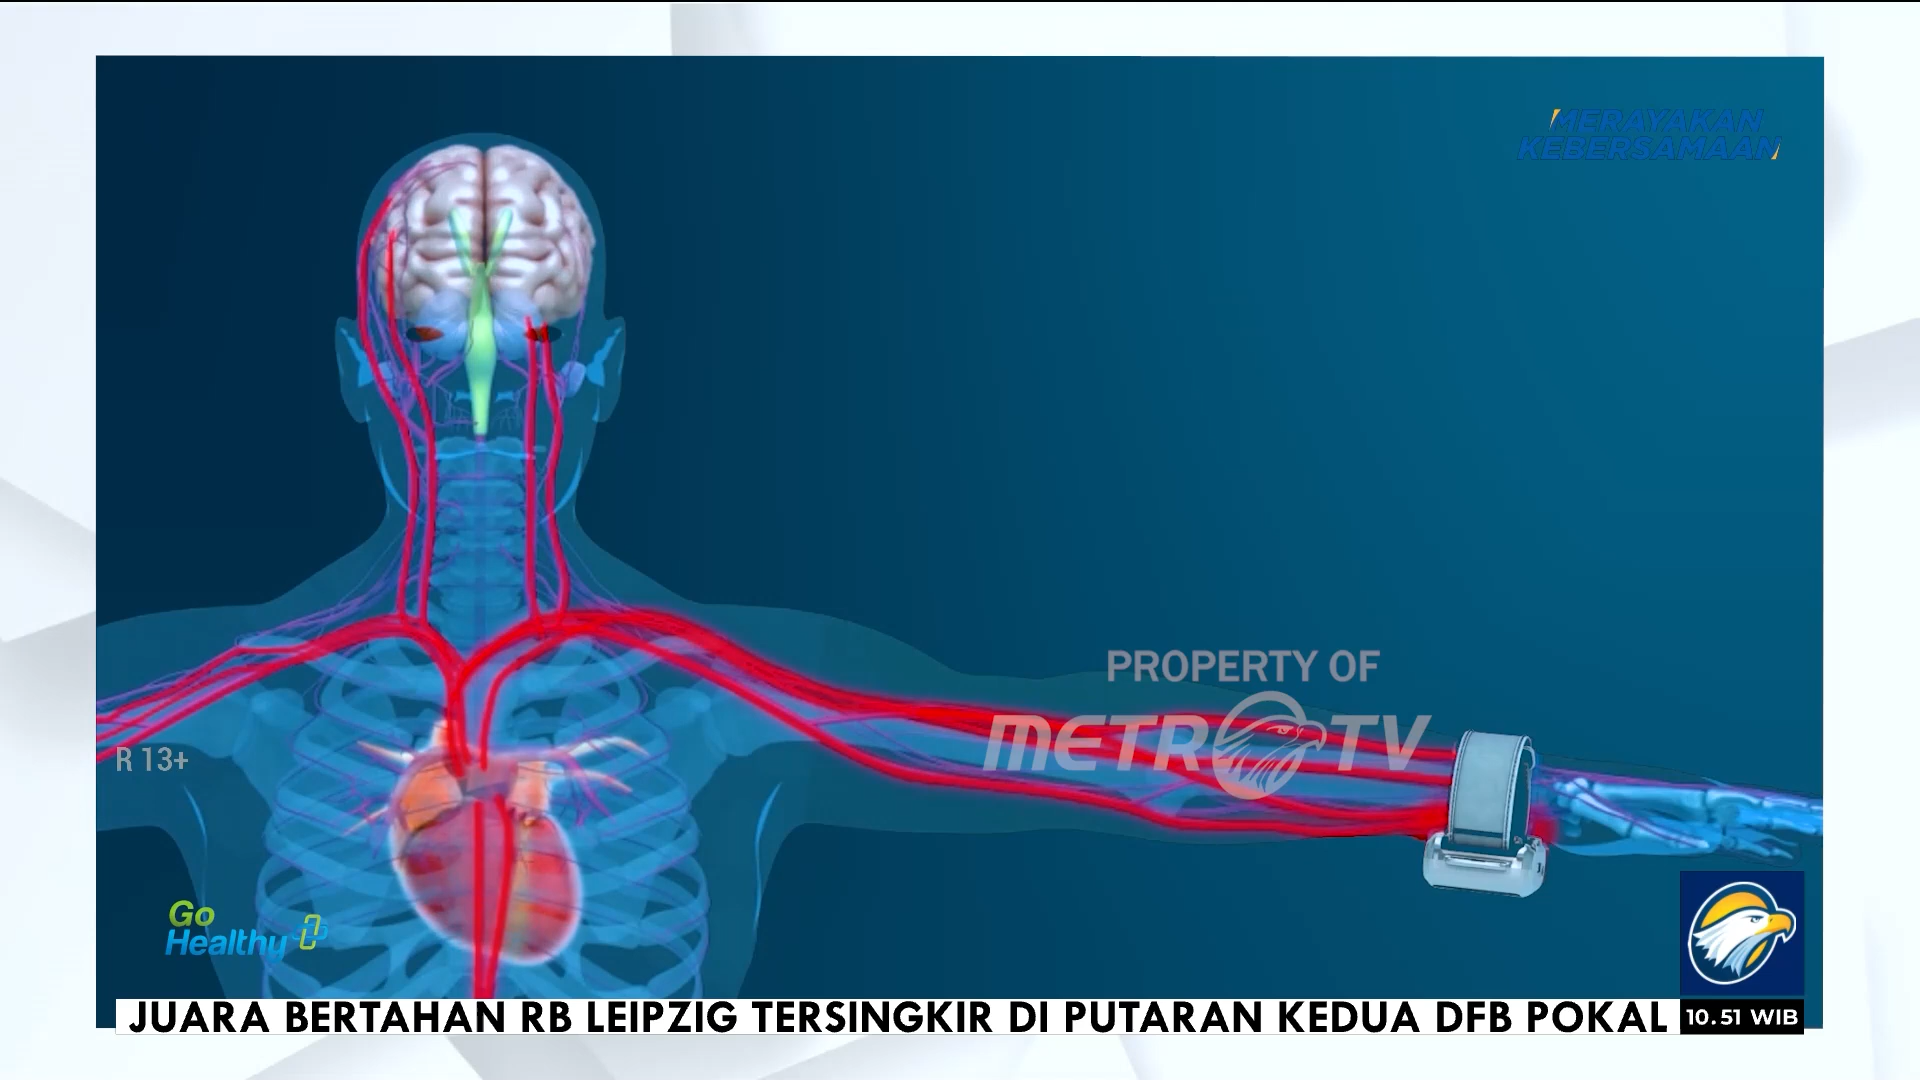 MERAYAKAN
KEBERSAMAAN
PROPERTY OF
METRO TV
R 13+
Go
Healthy
JUARA BERTAHAN RB LEIPZIG TERSINGKIR DI PUTARAN KEDUA DFB POKAL
10.51 WIB